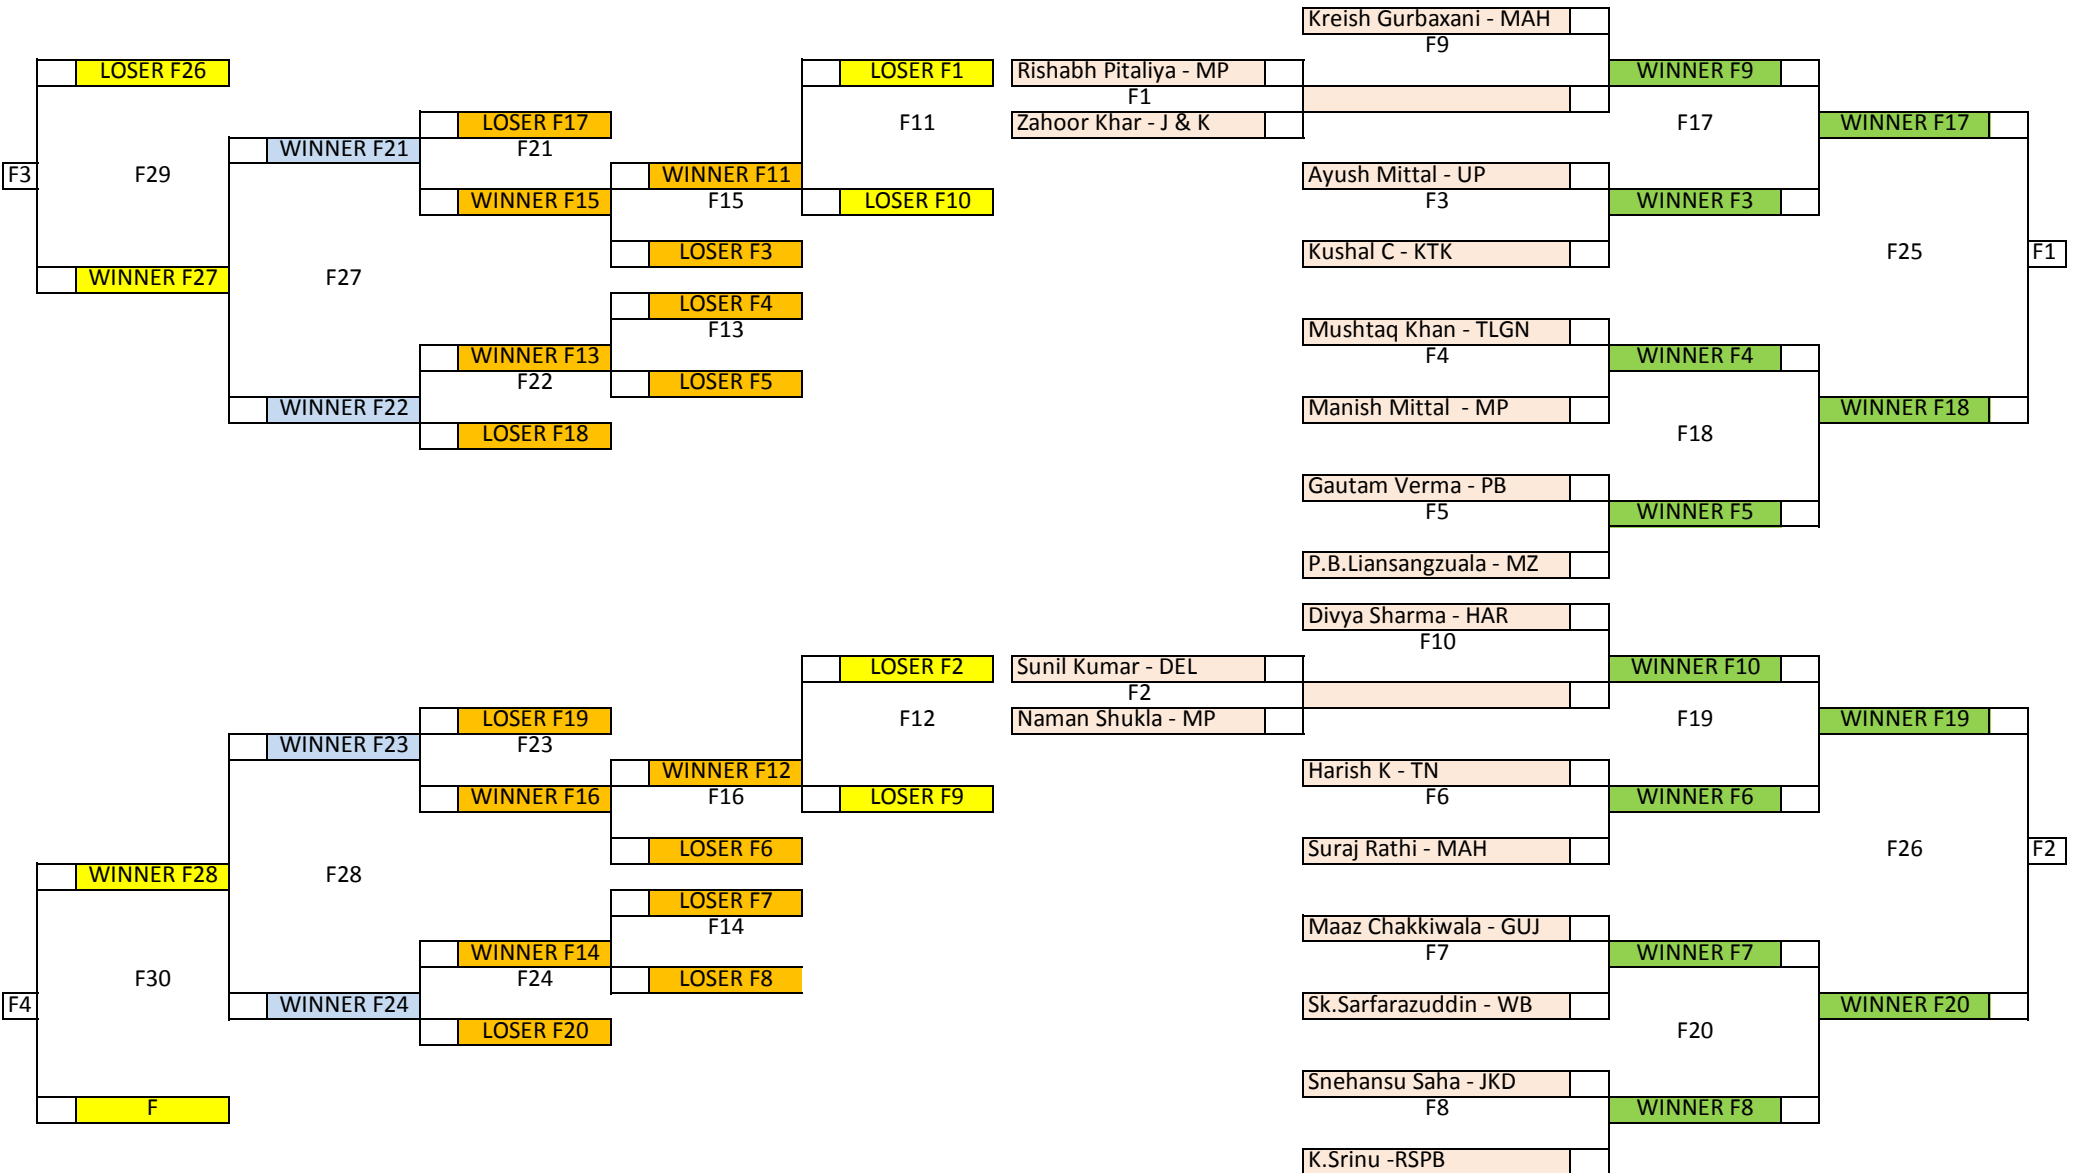 Kreish Gurbaxani - MAH
F9
LOSER F26
LOSER F1
Rishabh Pitaliya - MP
WINNER F9
F1
LOSER F17
F11
Zahoor Khar - J & K
F17
WINNER F17
WINNER F21
F21
F3
F29
WINNER F11
Ayush Mittal - UP
WINNER F15
F15
LOSER F10
F3
WINNER F3
LOSER F3
Kushal C - KTK
F25
F1
WINNER F27
F27
LOSER F4
F13
Mushtaq Khan - TLGN
WINNER F13
F4
WINNER F4
F22
LOSER F5
WINNER F22
Manish Mittal - MP
WINNER F18
LOSER F18
F18
Gautam Verma - PB
F5
WINNER F5
P.B.Liansangzuala - MZ
Divya Sharma - HAR
F10
LOSER F2
Sunil Kumar - DEL
WINNER F10
F2
LOSER F19
F12
Naman Shukla - MP
F19
WINNER F19
WINNER F23
F23
WINNER F12
Harish K - TN
WINNER F16
F16
LOSER F9
F6
WINNER F6
LOSER F6
Suraj Rathi - MAH
F26
F2
WINNER F28
F28
LOSER F7
F14
Maaz Chakkiwala - GUJ
WINNER F14
F7
WINNER F7
F30
F24
LOSER F8
F4
WINNER F24
Sk.Sarfarazuddin - WB
WINNER F20
LOSER F20
F20
Snehansu Saha - JKD
F
F8
WINNER F8
K.Srinu -RSPB